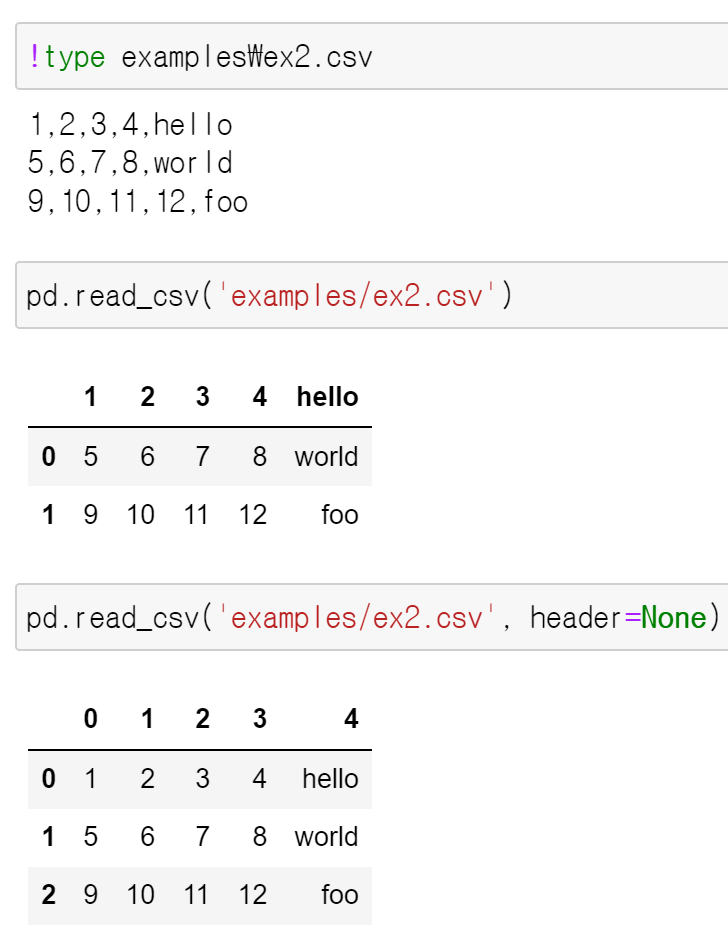 !type examples₩ex2.csv
1,2,3,4,hello
5,6,7,8,world
9,10,11,12,foo
pd.read_csv('examples/ex2.csv')
1 2 3 4 hello
0 5 6 7 8 world
1 9 10 11 12 foo
pd.read_csv('examples/ex2.csv', header=None)
0 1 2 3 4
0 1 2 3 4 hello
1 5 6 7 8 world
2 9 10 11 12 foo